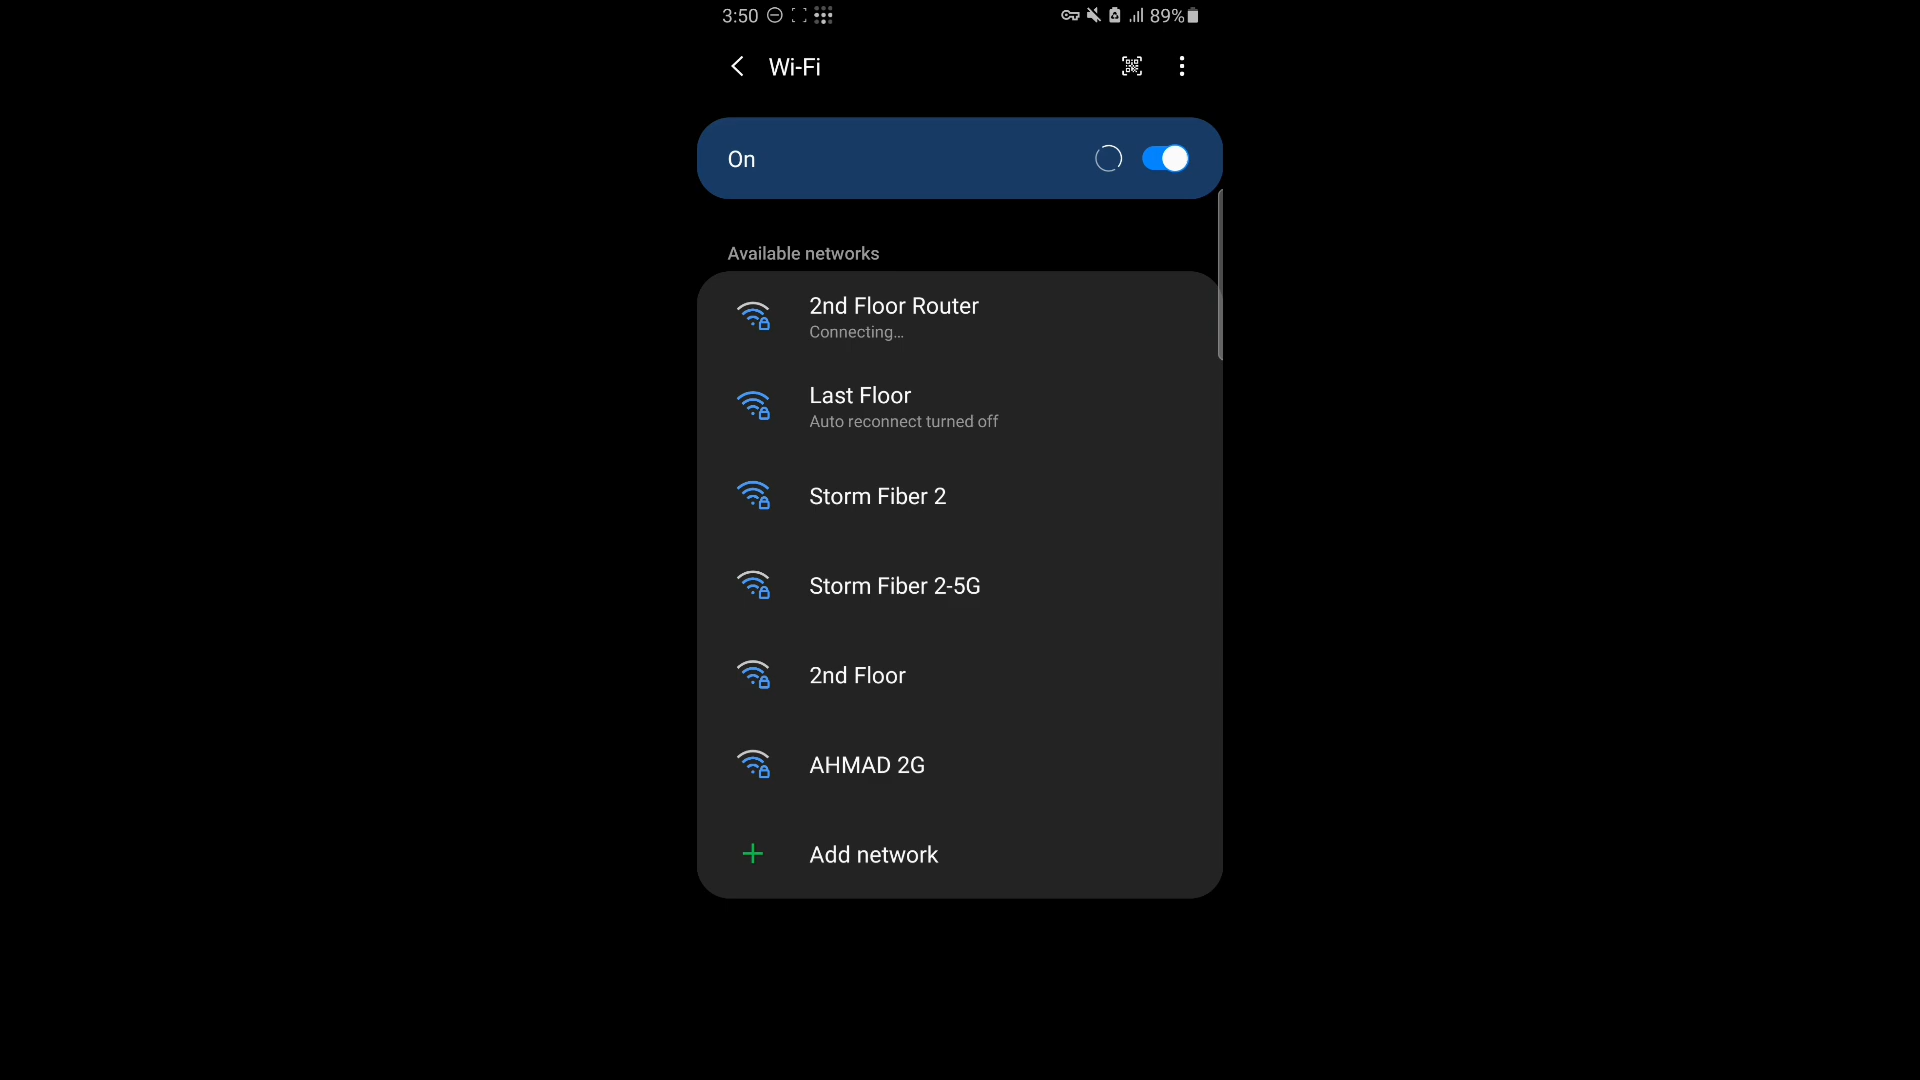 3:50 89%
Wi-Fi
On
Available networks
2nd Floor Router
Connecting...
Last Floor
Auto reconnect turned off
Storm Fiber 2
Storm Fiber 2-5G
2nd Floor
AHMAD 2G
Add network